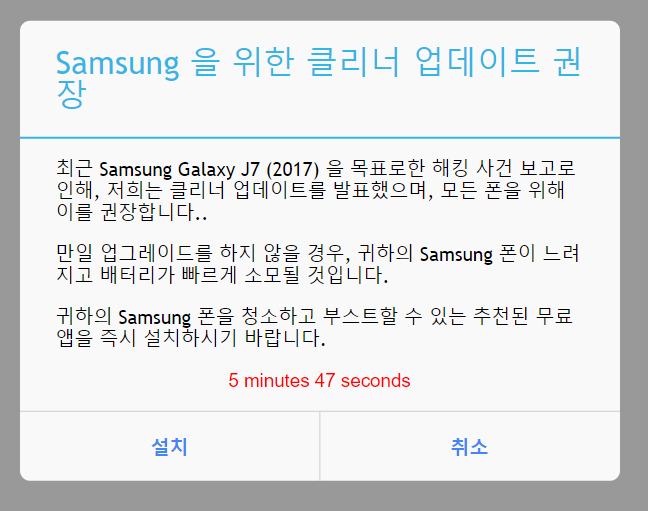 Samsung 을 위한 클리너 업데이트 권
장
최근 Samsung Galaxy J7 (2017) 을 목표로한 해킹 사건 보고로
인해, 저희는 클리너 업데이트를 발표했으며, 모든 폰을 위해
이를 권장합니다..
만일 업그레이드를 하지 않을 경우, 귀하의 Samsung 폰이 느려
지고 배터리가 빠르게 소모될 것입니다.
귀하의 Samsung 폰을 청소하고 부스트할 수 있는 추천된 무료
앱을 즉시 설치하시기 바랍니다.
5 minutes 47 seconds
설치
취소